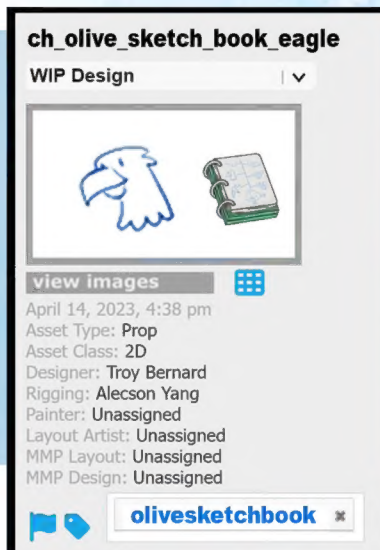 ch_olive_sketch_book_eagle
WIP Design
view images
April 14, 2023, 4:38 pm
Asset Type: Prop
Asset Class: 2D
Designer: Troy Bernard
Rigging: Alecson Yang
Painter: Unassigned
Layout Artist: Unassigned
MMP Layout: Unassigned
MMP Design: Unassigned
olivesketchbook ×